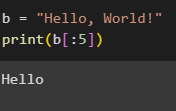 b = "Hello, World!"
print(b[:5])
Hello